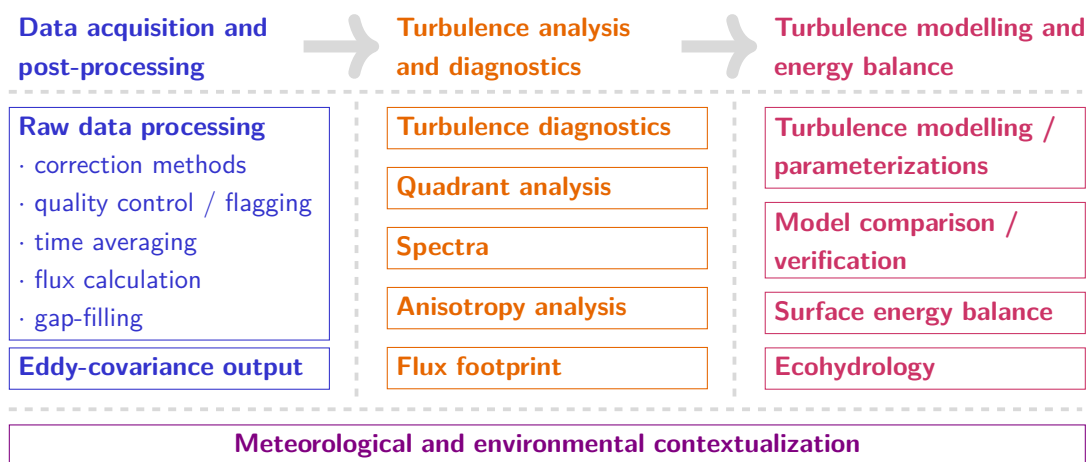 Data acquisition and
post-processing
Turbulence analysis
and diagnostics
Turbulence modelling and
energy balance
Raw data processing
· correction methods
· quality control / flagging
· time averaging
· flux calculation
· gap-filling
Eddy-covariance output
Turbulence diagnostics
Quadrant analysis
Spectra
Anisotropy analysis
Flux footprint
Turbulence modelling /
parameterizations
Model comparison /
verification
Surface energy balance
Ecohydrology
Meteorological and environmental contextualization